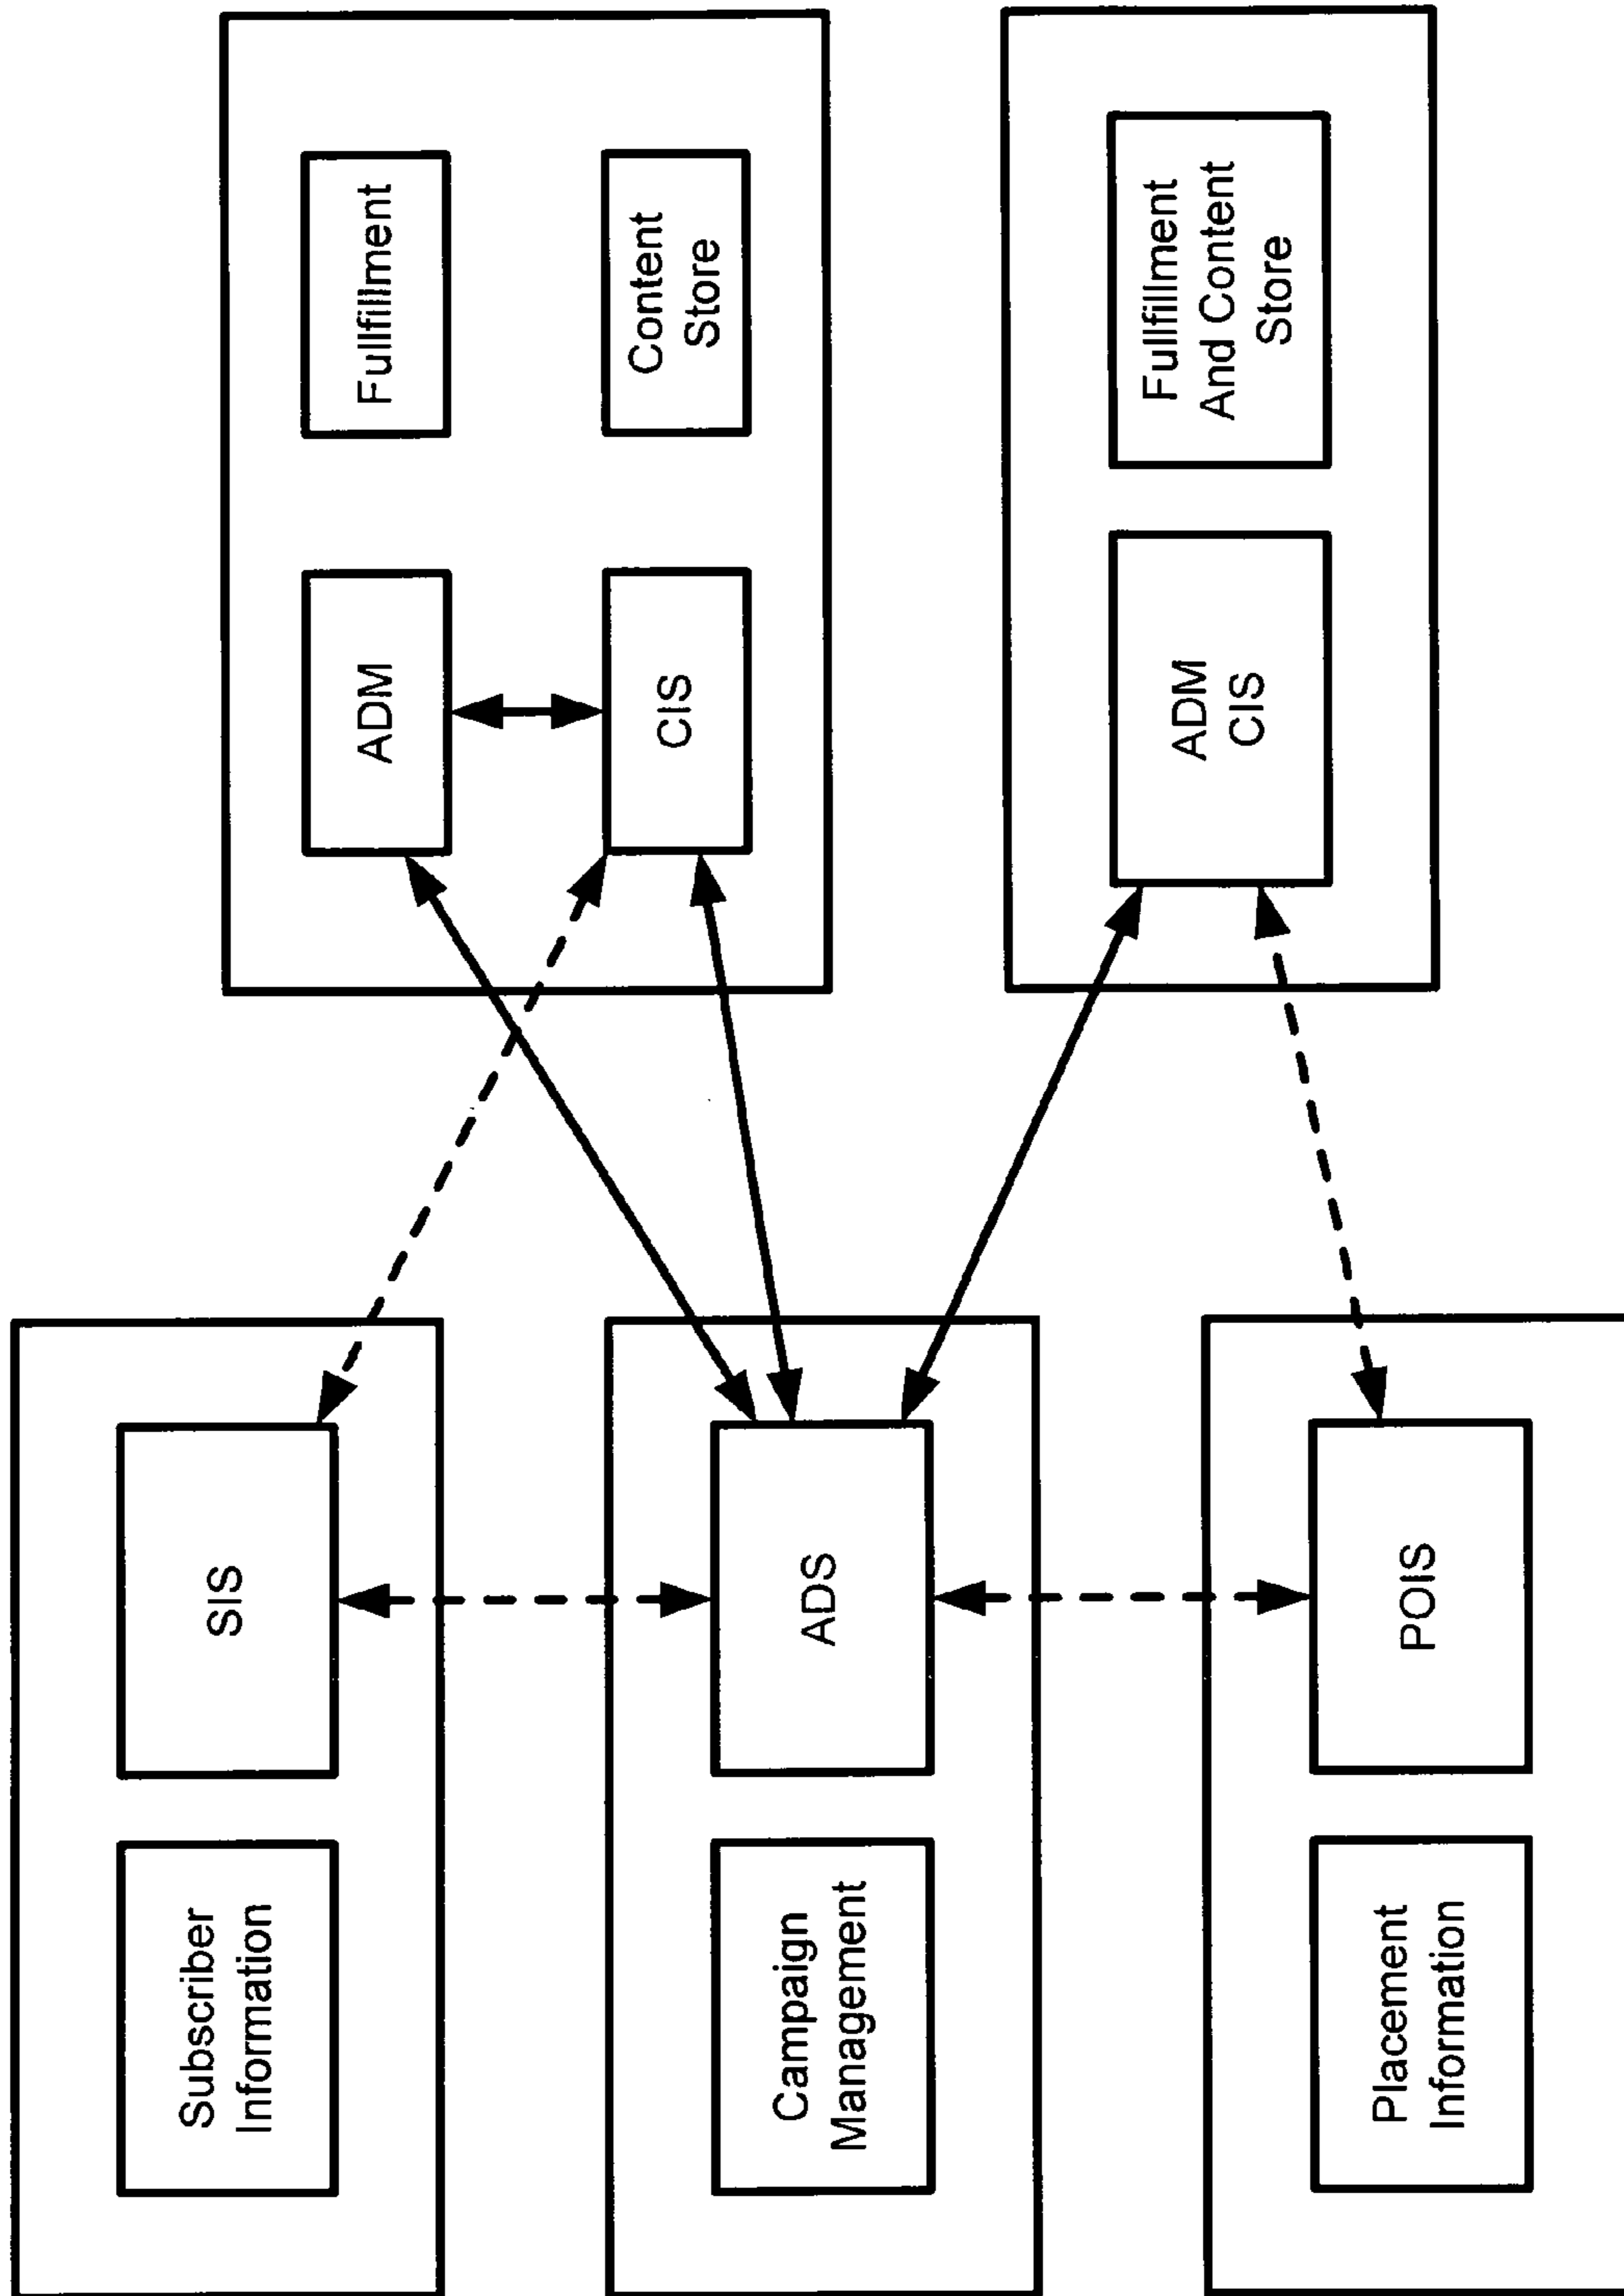 Subscriber
Information
SIS
Campaign
Management
ADS
Placement
Information
POIS
ADM
Fullfillment
CIS
Content
Store
ADM
CIS
Fullfillment
And Content
Store